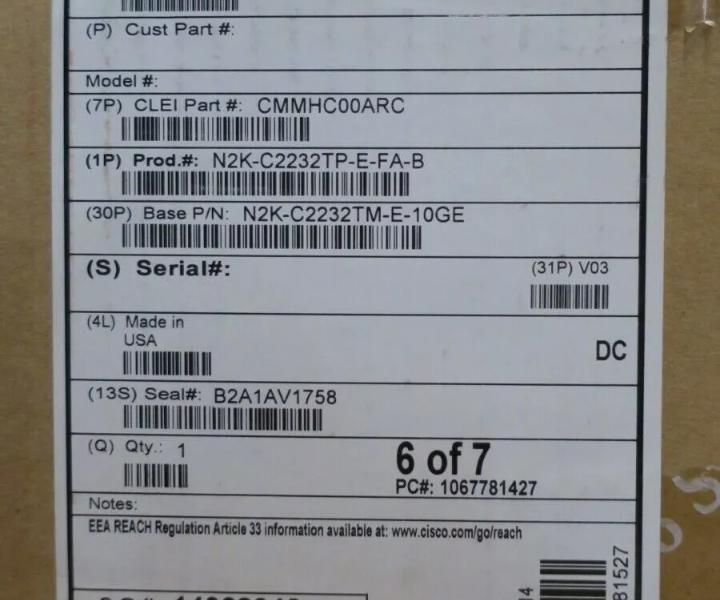 (P) Cust Part #:
Model #:
(7P) CLEI Part #: CMMHC00ARC
(1P) Prod.#: N2K-C2232TP-E-FA-B
(30P) Base P/N: N2K-C2232TM-E-10GE
(S) Serial#:
(31P) V03
(4L) Made in
USA
DC
(13S) Seal#: B2A1AV1758
(Q) Qty.: 1
6 of 7
PC#: 1067781427
Notes:
EEA REACH Regulation Article 33 information available at: www.cisco.com/go/reach
14
81527